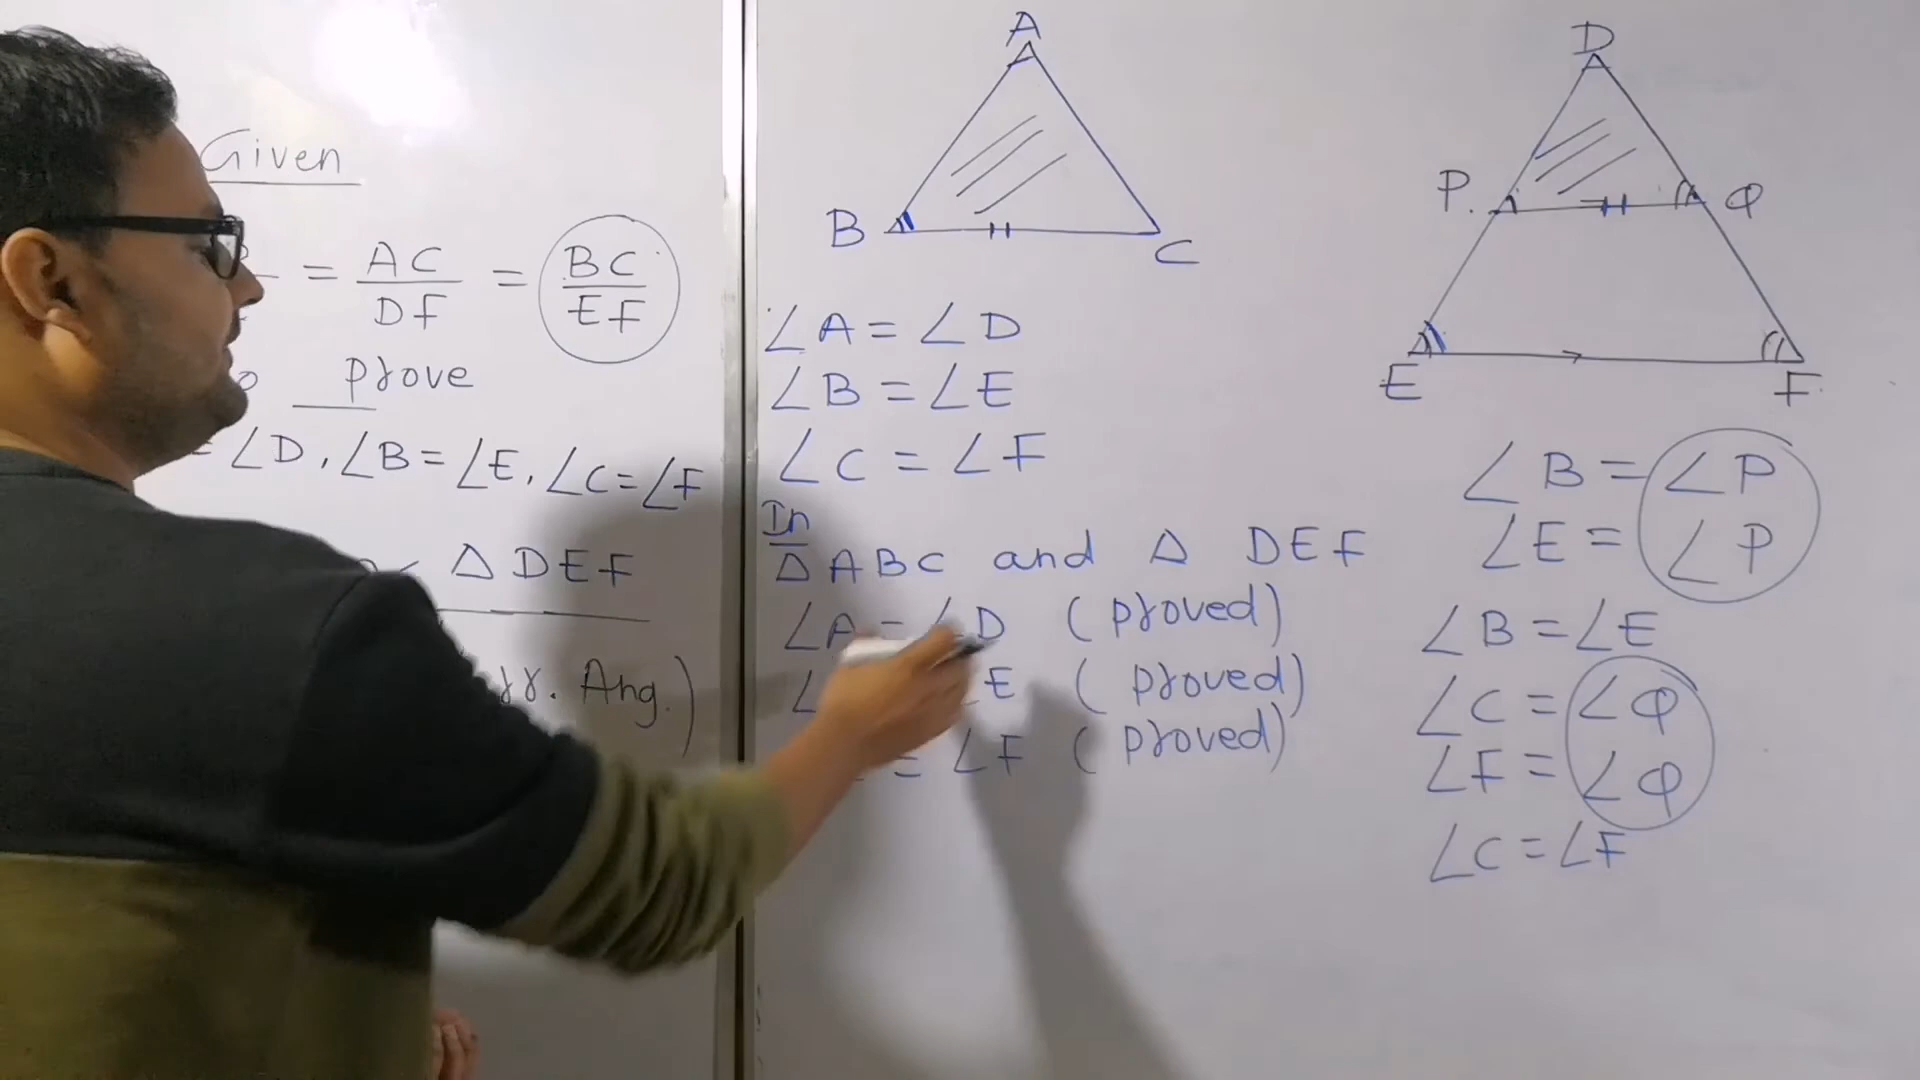 Given
= AC/DF = BC/EF
prove
∠D, ∠B = ∠E, ∠C = ∠F
~ Δ DEF
Ang.)
A
B
C
D
P.
Q
E
F
∠A = ∠D
∠B = ∠E
∠C = ∠F
In
Δ ABC and Δ DEF
∠A = ∠D (proved)
∠ E (proved)
= ∠F (proved)
∠B = ∠P
∠E = ∠P
∠B = ∠E
∠C = ∠Q
∠F = ∠Q
∠C = ∠F